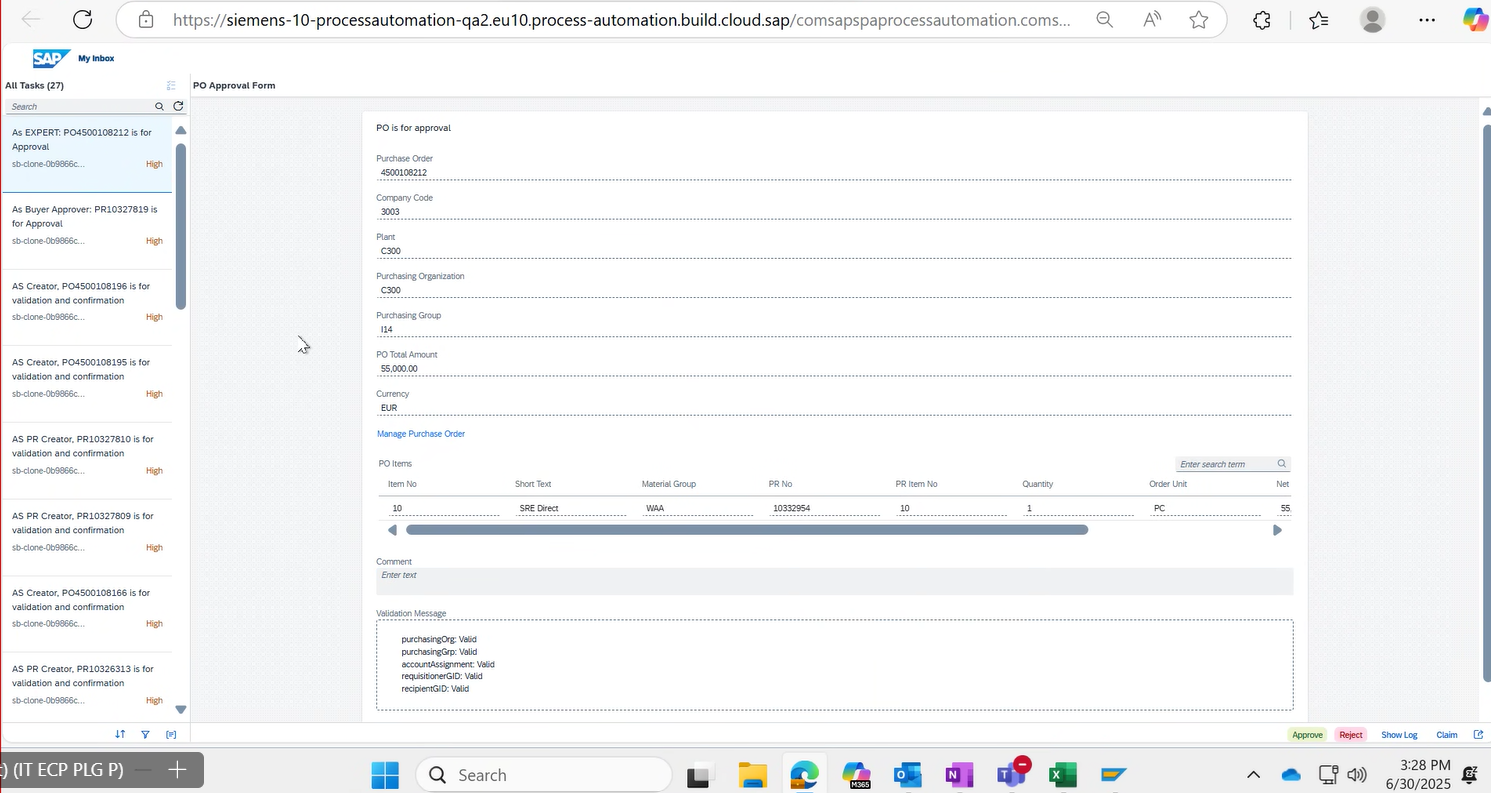 https://siemens-10-processautomation-qa2.eu10.process-automation.build.cloud.sap/comsapspaprocessautomation.coms...
SAP My Inbox
All Tasks (27)
PO Approval Form
Search
As EXPERT: PO4500108212 is for
Approval
sb-clone-0b9866c... High
As Buyer Approver: PR10327819 is
for Approval
sb-clone-0b9866c... High
AS Creator, PO4500108196 is for
validation and confirmation
sb-clone-0b9866c... High
AS Creator, PO4500108195 is for
validation and confirmation
sb-clone-0b9866c... High
AS PR Creator, PR10327810 is for
validation and confirmation
sb-clone-0b9866c... High
AS PR Creator, PR10327809 is for
validation and confirmation
sb-clone-0b9866c... High
AS Creator, PO4500108166 is for
validation and confirmation
sb-clone-0b9866c... High
AS PR Creator, PR10326313 is for
validation and confirmation
sb-clone-0b9866c... High
PO is for approval
Purchase Order
4500108212
Company Code
3003
Plant
C300
Purchasing Organization
C300
Purchasing Group
I14
PO Total Amount
55,000.00
Currency
EUR
Manage Purchase Order
PO Items Enter search term
Item No Short Text Material Group PR No PR Item No Quantity Order Unit Net
10 SRE Direct WAA 10332954 10 1 PC 55.
Comment
Enter text
Validation Message
purchasingOrg: Valid
purchasingGrp: Valid
accountAssignment: Valid
requisitionerGID: Valid
recipientGID: Valid
Approve Reject Show Log Claim
) (IT ECP PLG P)
Search
M365
3:28 PM
6/30/2025